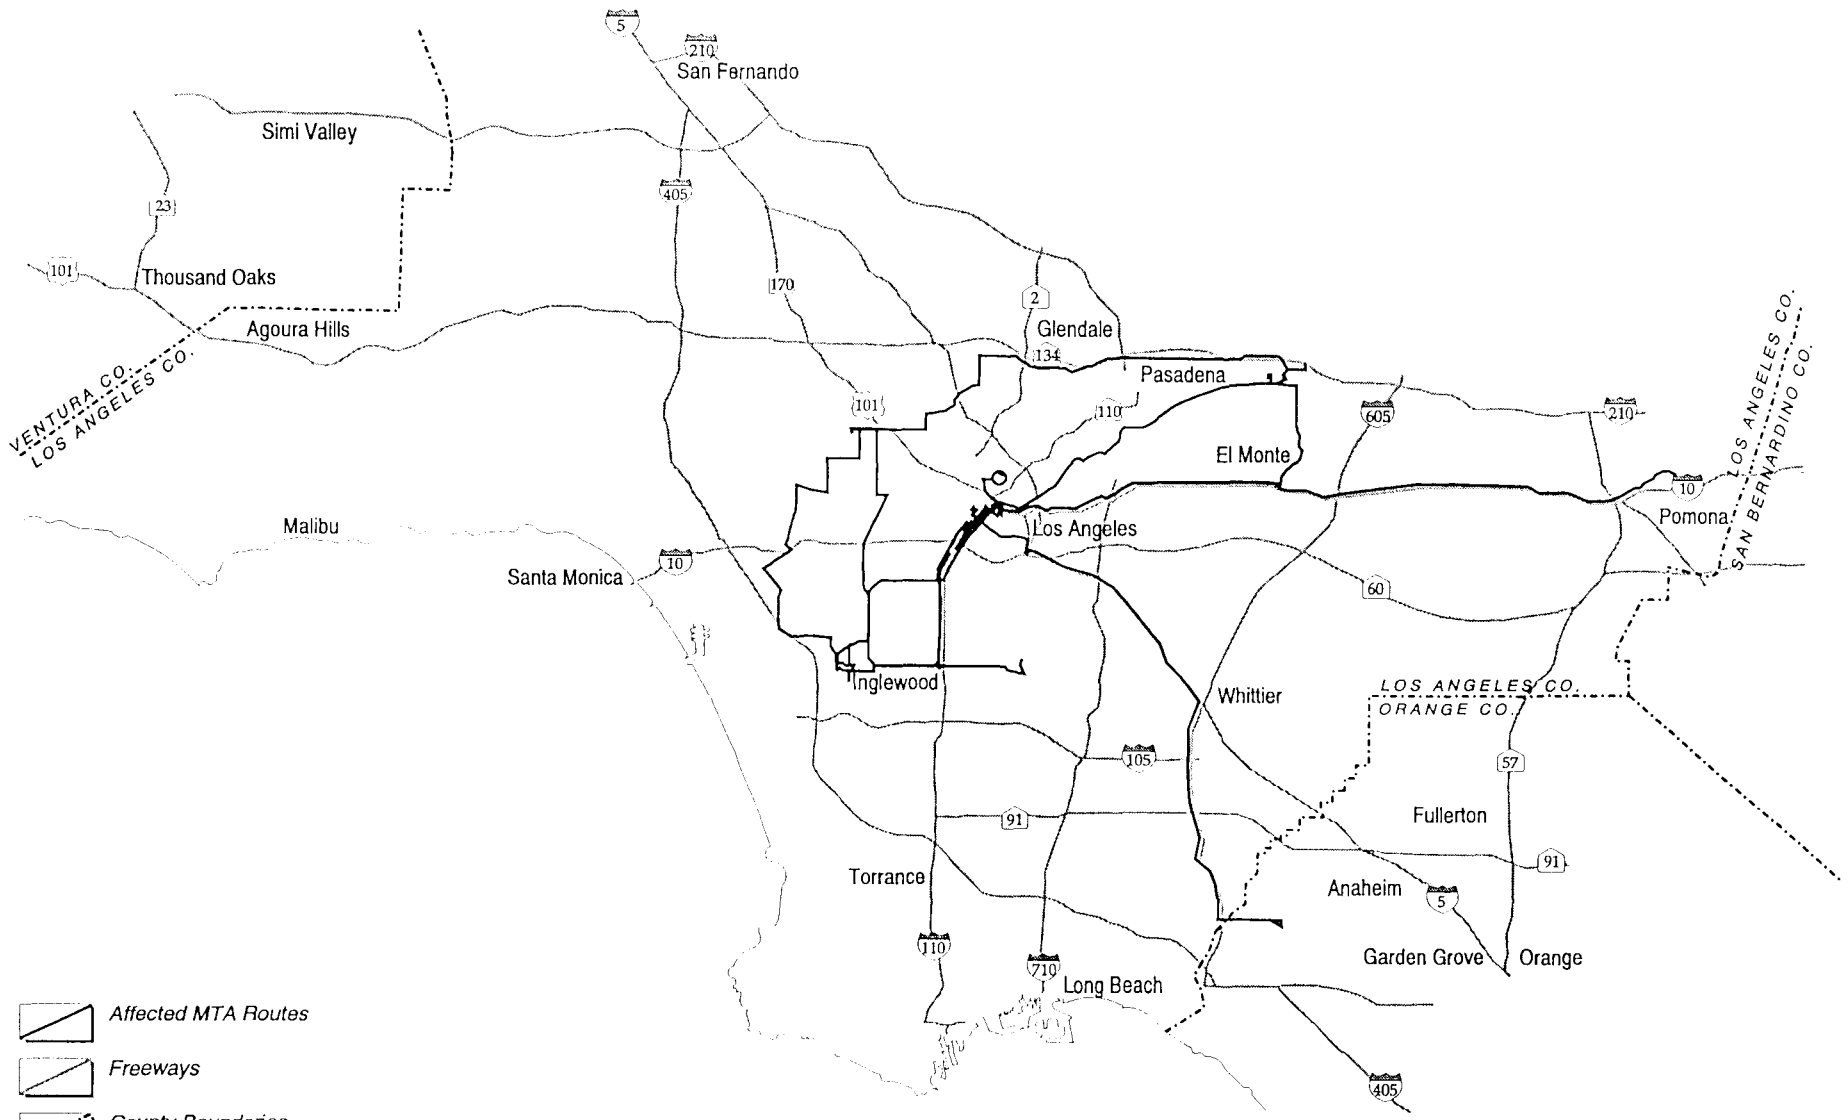 5
210
San Fernando
Simi Valley
405
23
101
Thousand Oaks
170
2
Agoura Hills
Glendale
134
VENTURA CO.
LOS ANGELES CO.
LOS ANGELES CO.
SAN BERNARDINO CO.
Pasadena
101
110
605
210
El Monte
10
Pomona
Malibu
Los Angeles
10
Santa Monica
60
Inglewood
Whittier
LOS ANGELES CO.
ORANGE CO.
105
57
91
Fullerton
91
Torrance
Anaheim
5
110
710
Garden Grove
Orange
Long Beach
405
Affected MTA Routes
Freeways
County Boundaries